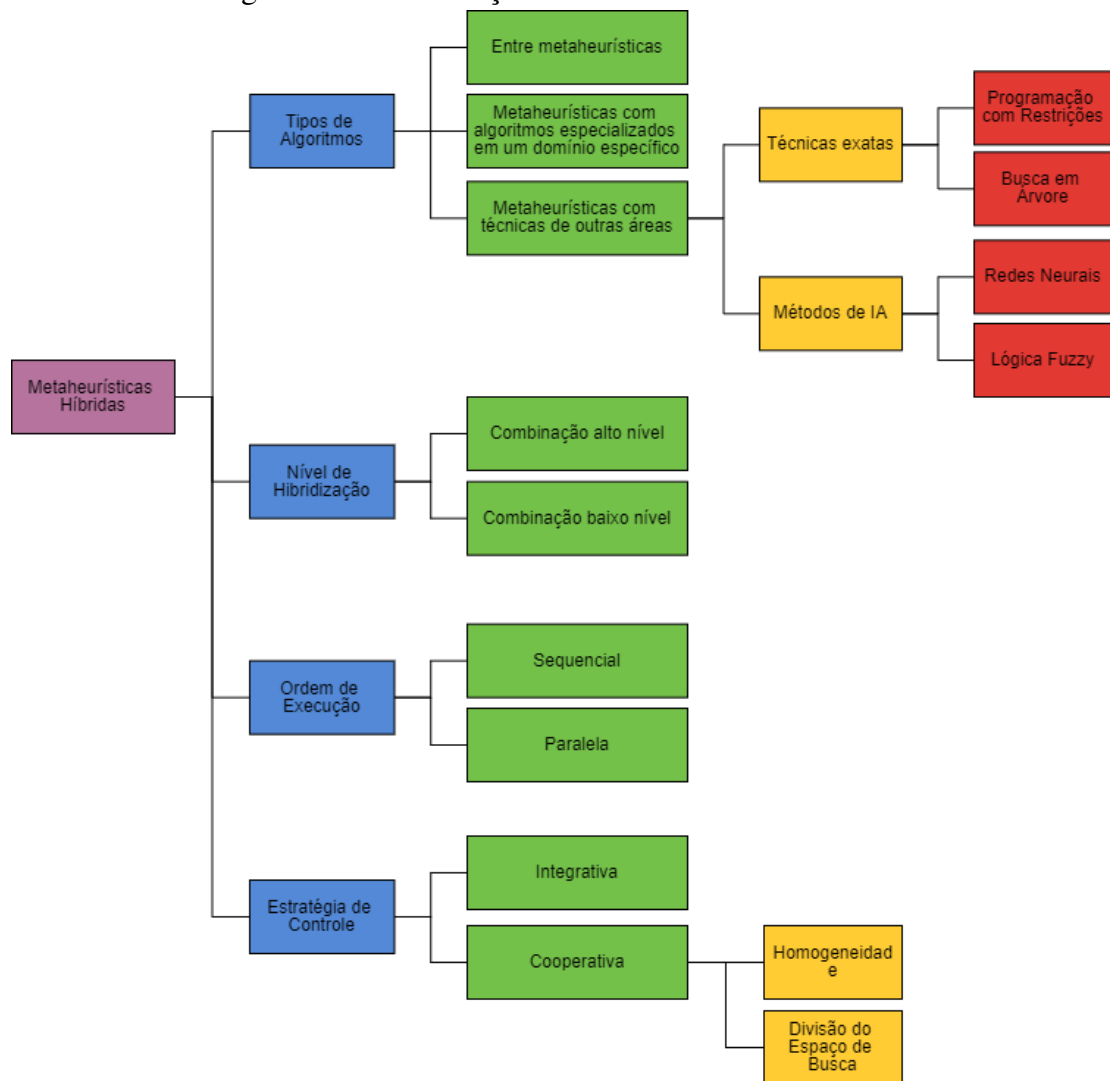 Entre metaheurísticas
Tipos de
Algoritmos
Metaheurísticas com
algoritmos especializados
em um domínio específico
Metaheurísticas com
técnicas de outras áreas
Técnicas exatas
Programação
com Restrições
Busca em
Árvore
Métodos de IA
Redes Neurais
Lógica Fuzzy
Metaheurísticas
Híbridas
Nível de
Hibridização
Combinação alto nível
Combinação baixo nível
Ordem de
Execução
Sequencial
Paralela
Estratégia de
Controle
Integrativa
Cooperativa
Homogeneidad
e
Divisão do
Espaço de
Busca